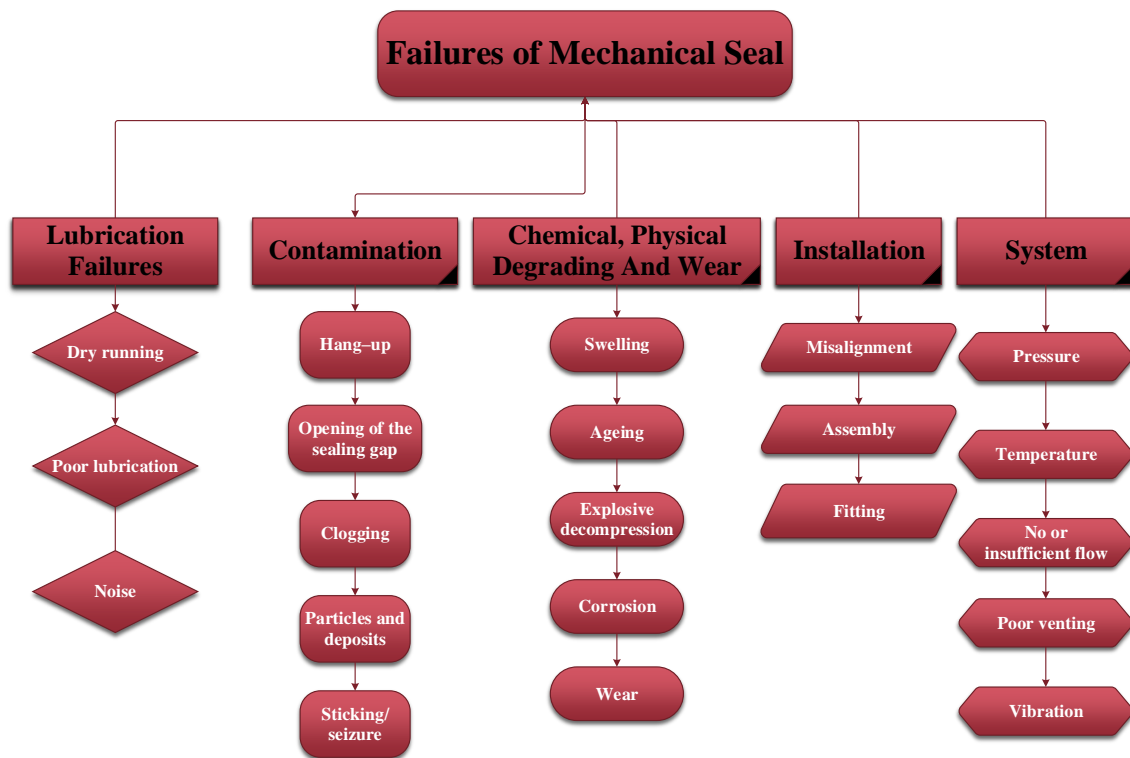 Failures of Mechanical Seal
Lubrication
Failures
Dry running
Poor lubrication
Noise
Contamination
Hang–up
Opening of the
sealing gap
Clogging
Particles and
deposits
Sticking/
seizure
Chemical, Physical
Degrading And Wear
Swelling
Ageing
Explosive
decompression
Corrosion
Wear
Installation
Misalignment
Assembly
Fitting
System
Pressure
Temperature
No or
insufficient flow
Poor venting
Vibration